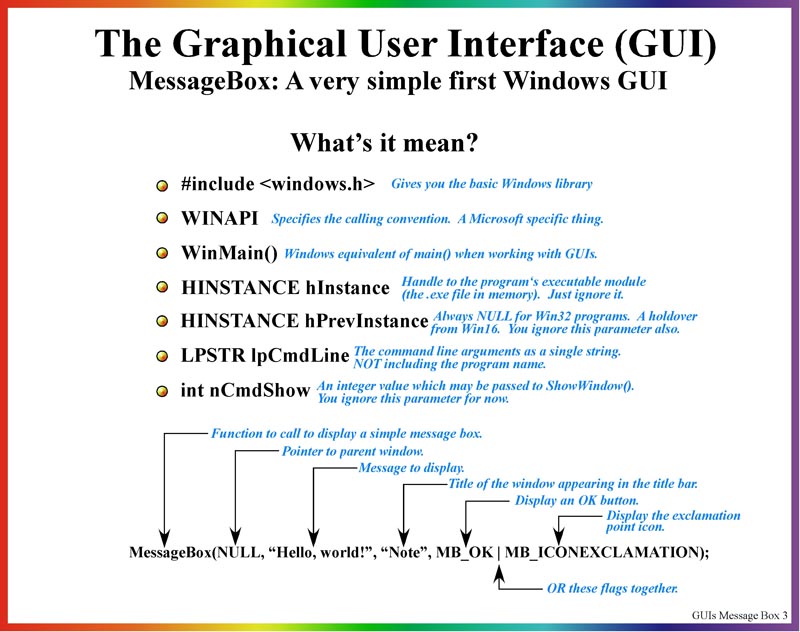 The Graphical User Interface (GUI)
MessageBox: A very simple first Windows GUI
What's it mean?
#include <windows.h> Gives you the basic Windows library
WINAPI Specifies the calling convention. A Microsoft specific thing.
WinMain() Windows equivalent of main() when working with GUIs.
HINSTANCE hInstance Handle to the program's executable module
(the .exe file in memory). Just ignore it.
HINSTANCE hPrevInstance Always NULL for Win32 programs. A holdover
from Win16. You ignore this parameter also.
LPSTR lpCmdLine The command line arguments as a single string.
NOT including the program name.
int nCmdShow An integer value which may be passed to ShowWindow().
You ignore this parameter for now.
Function to call to display a simple message box.
Pointer to parent window.
Message to display.
Title of the window appearing in the title bar.
Display an OK button.
Display the exclamation
point icon.
MessageBox(NULL, “Hello, world!”, “Note”, MB_OK | MB_ICONEXCLAMATION);
OR these flags together.
GUIs Message Box 3